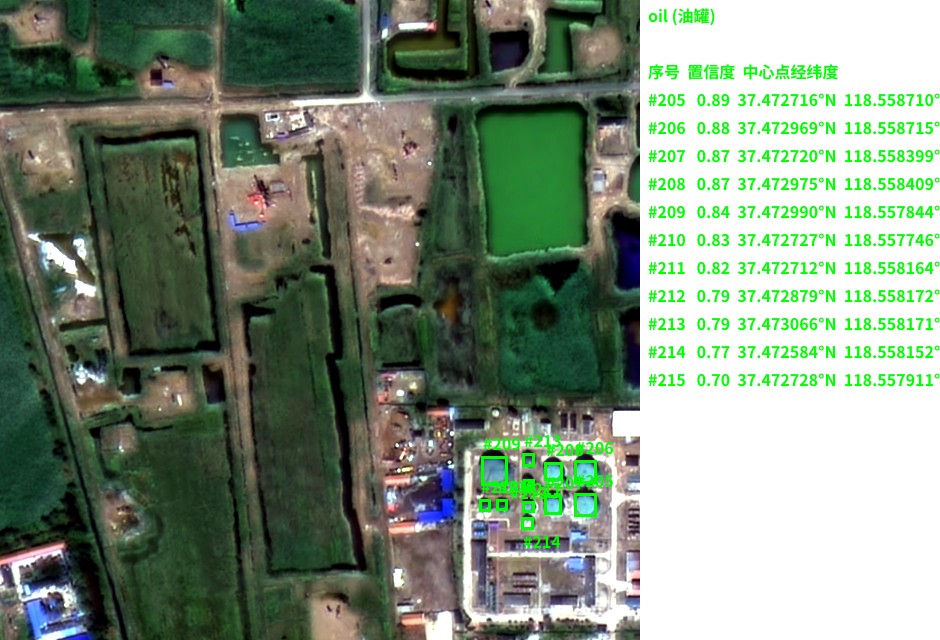 oil (油罐)
序号 置信度 中心点经纬度
#205 0.89 37.472716°N 118.558710°
#206 0.88 37.472969°N 118.558715°
#207 0.87 37.472720°N 118.558399°
#208 0.87 37.472975°N 118.558409°
#209 0.84 37.472990°N 118.557844°
#210 0.83 37.472727°N 118.557746°
#211 0.82 37.472712°N 118.558164°
#212 0.79 37.472879°N 118.558172°
#213 0.79 37.473066°N 118.558171°
#214 0.77 37.472584°N 118.558152°
#215 0.70 37.472728°N 118.557911°
#209
#206
#214